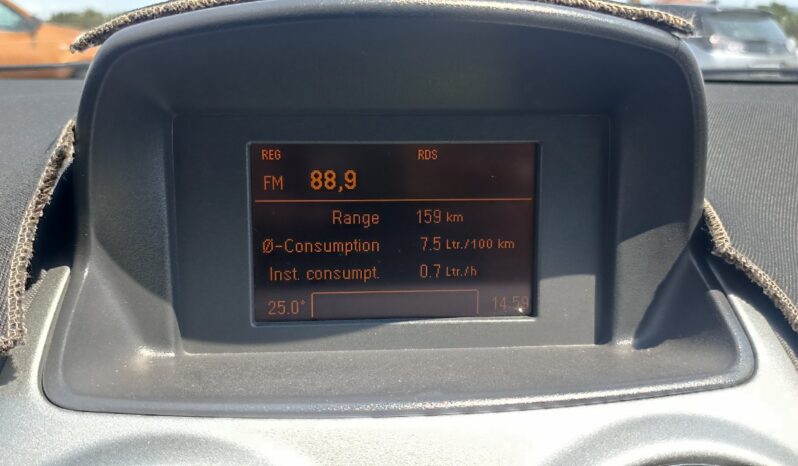 REG RDS
FM 88,9
Range 159 km
Ø-Consumption 7.5 Ltr./100 km
Inst. consumpt. 0.7 Ltr./h
25.0° 14:59